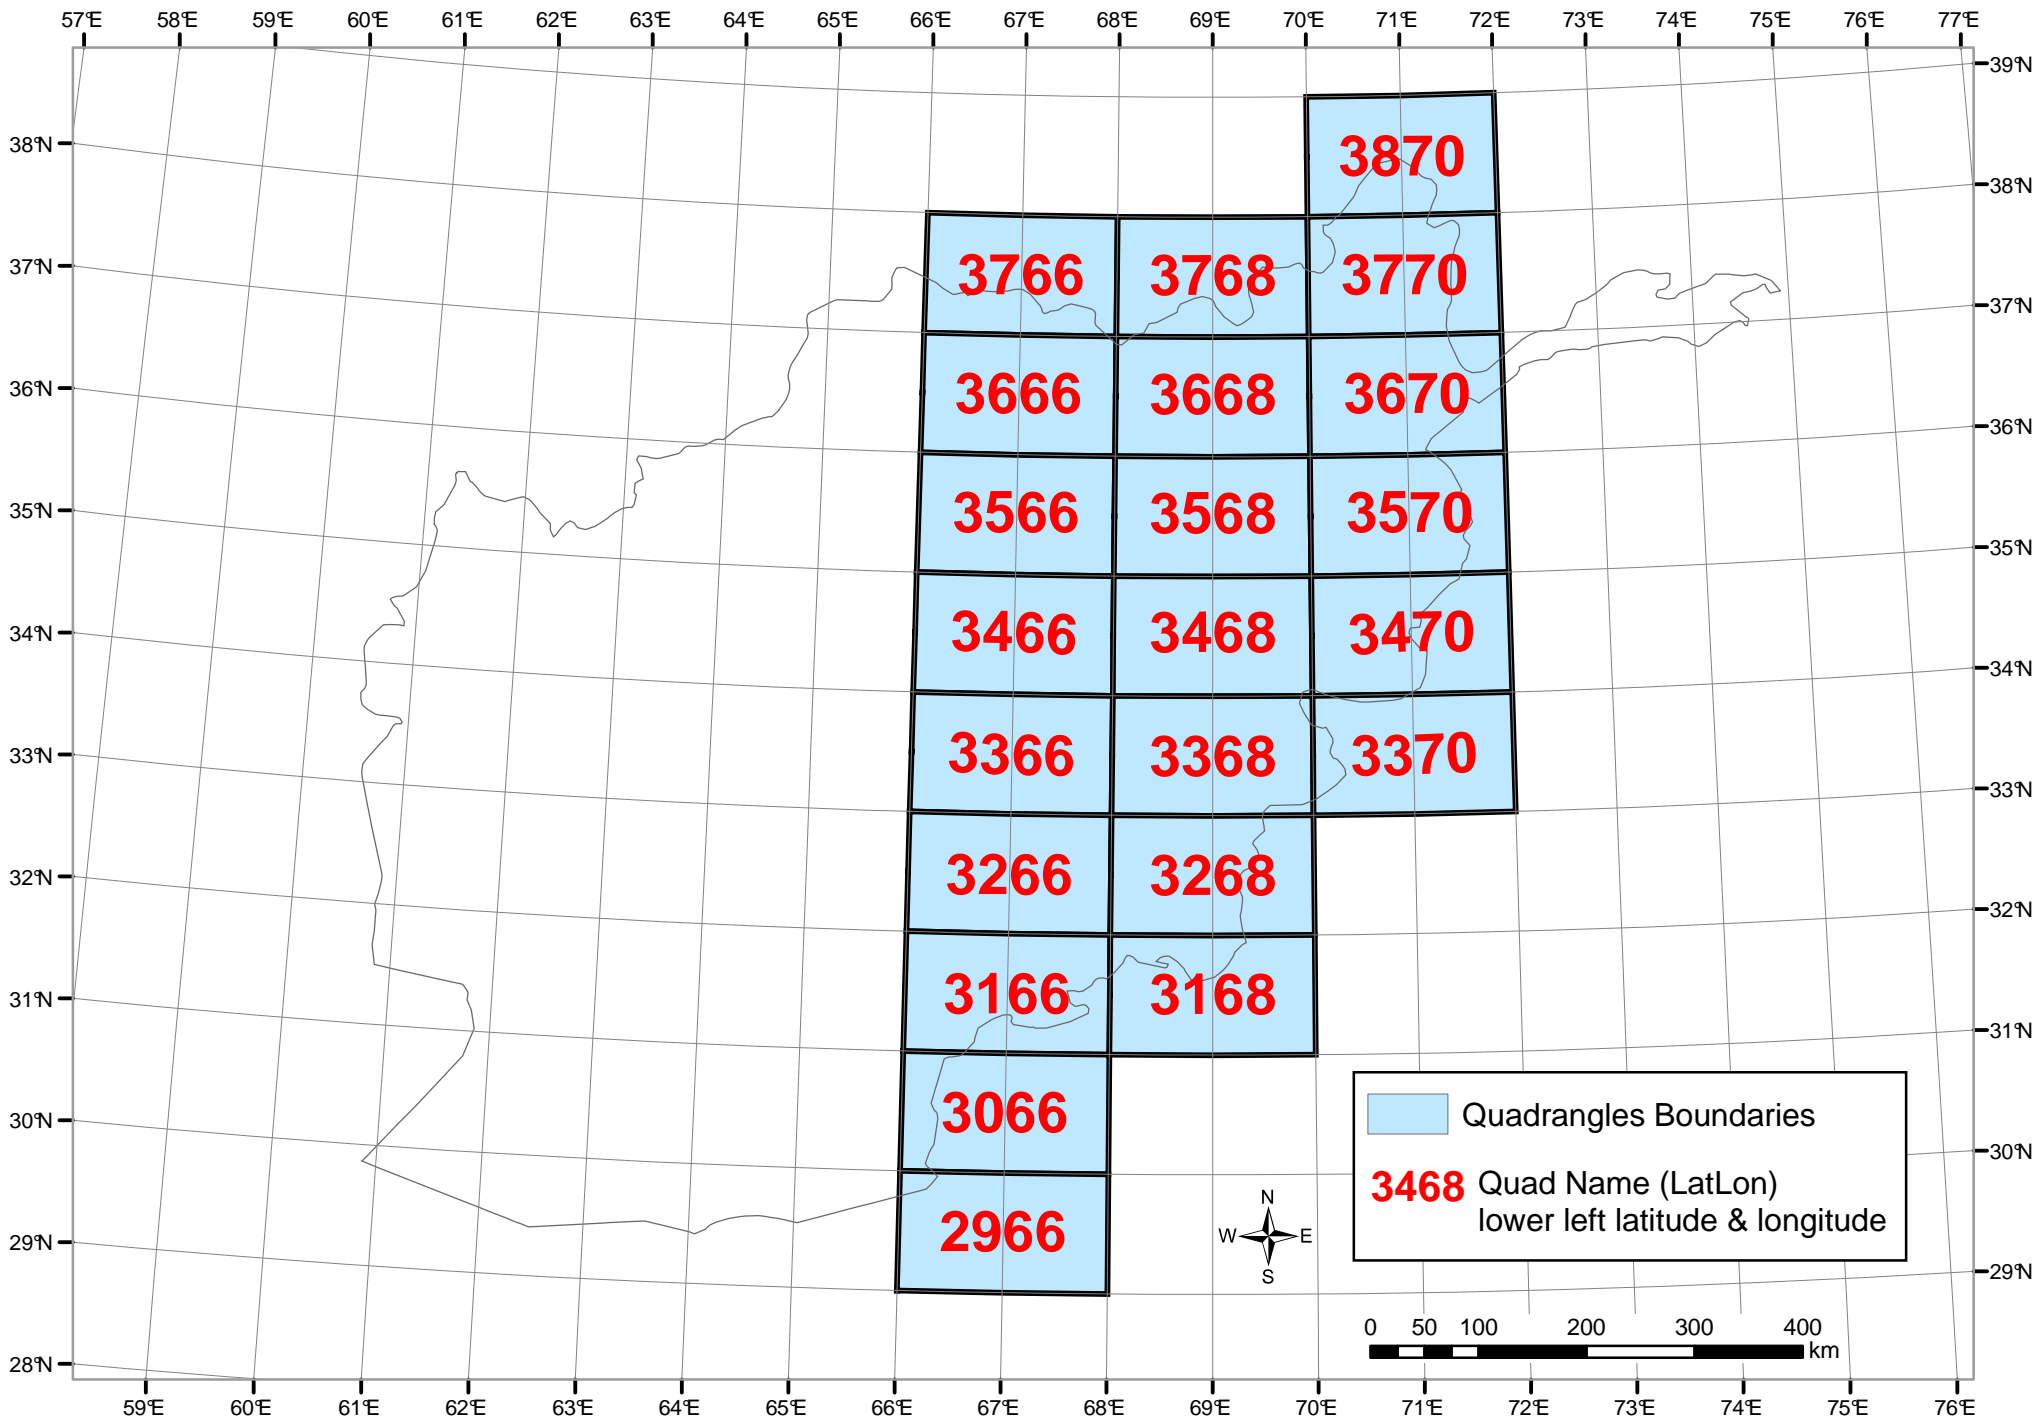 57°E 58°E 59°E 60°E 61°E 62°E 63°E 64°E 65°E 66°E 67°E 68°E 69°E 70°E 71°E 72°E 73°E 74°E 75°E 76°E 77°E
39°N
3870
38°N 38°N
3766 3768 3770
37°N 37°N
3666 3668 3670
36°N 36°N
3566 3568 3570
35°N 35°N
3466 3468 3470
34°N 34°N
3366 3368 3370
33°N 33°N
3266 3268
32°N 32°N
3166 3168
31°N 31°N
3066
30°N 30°N
2966
29°N 29°N
28°N
Quadrangles Boundaries
3468 Quad Name (LatLon)
lower left latitude & longitude
N
W E
S
0 50 100 200 300 400
km
59°E 60°E 61°E 62°E 63°E 64°E 65°E 66°E 67°E 68°E 69°E 70°E 71°E 72°E 73°E 74°E 75°E 76°E